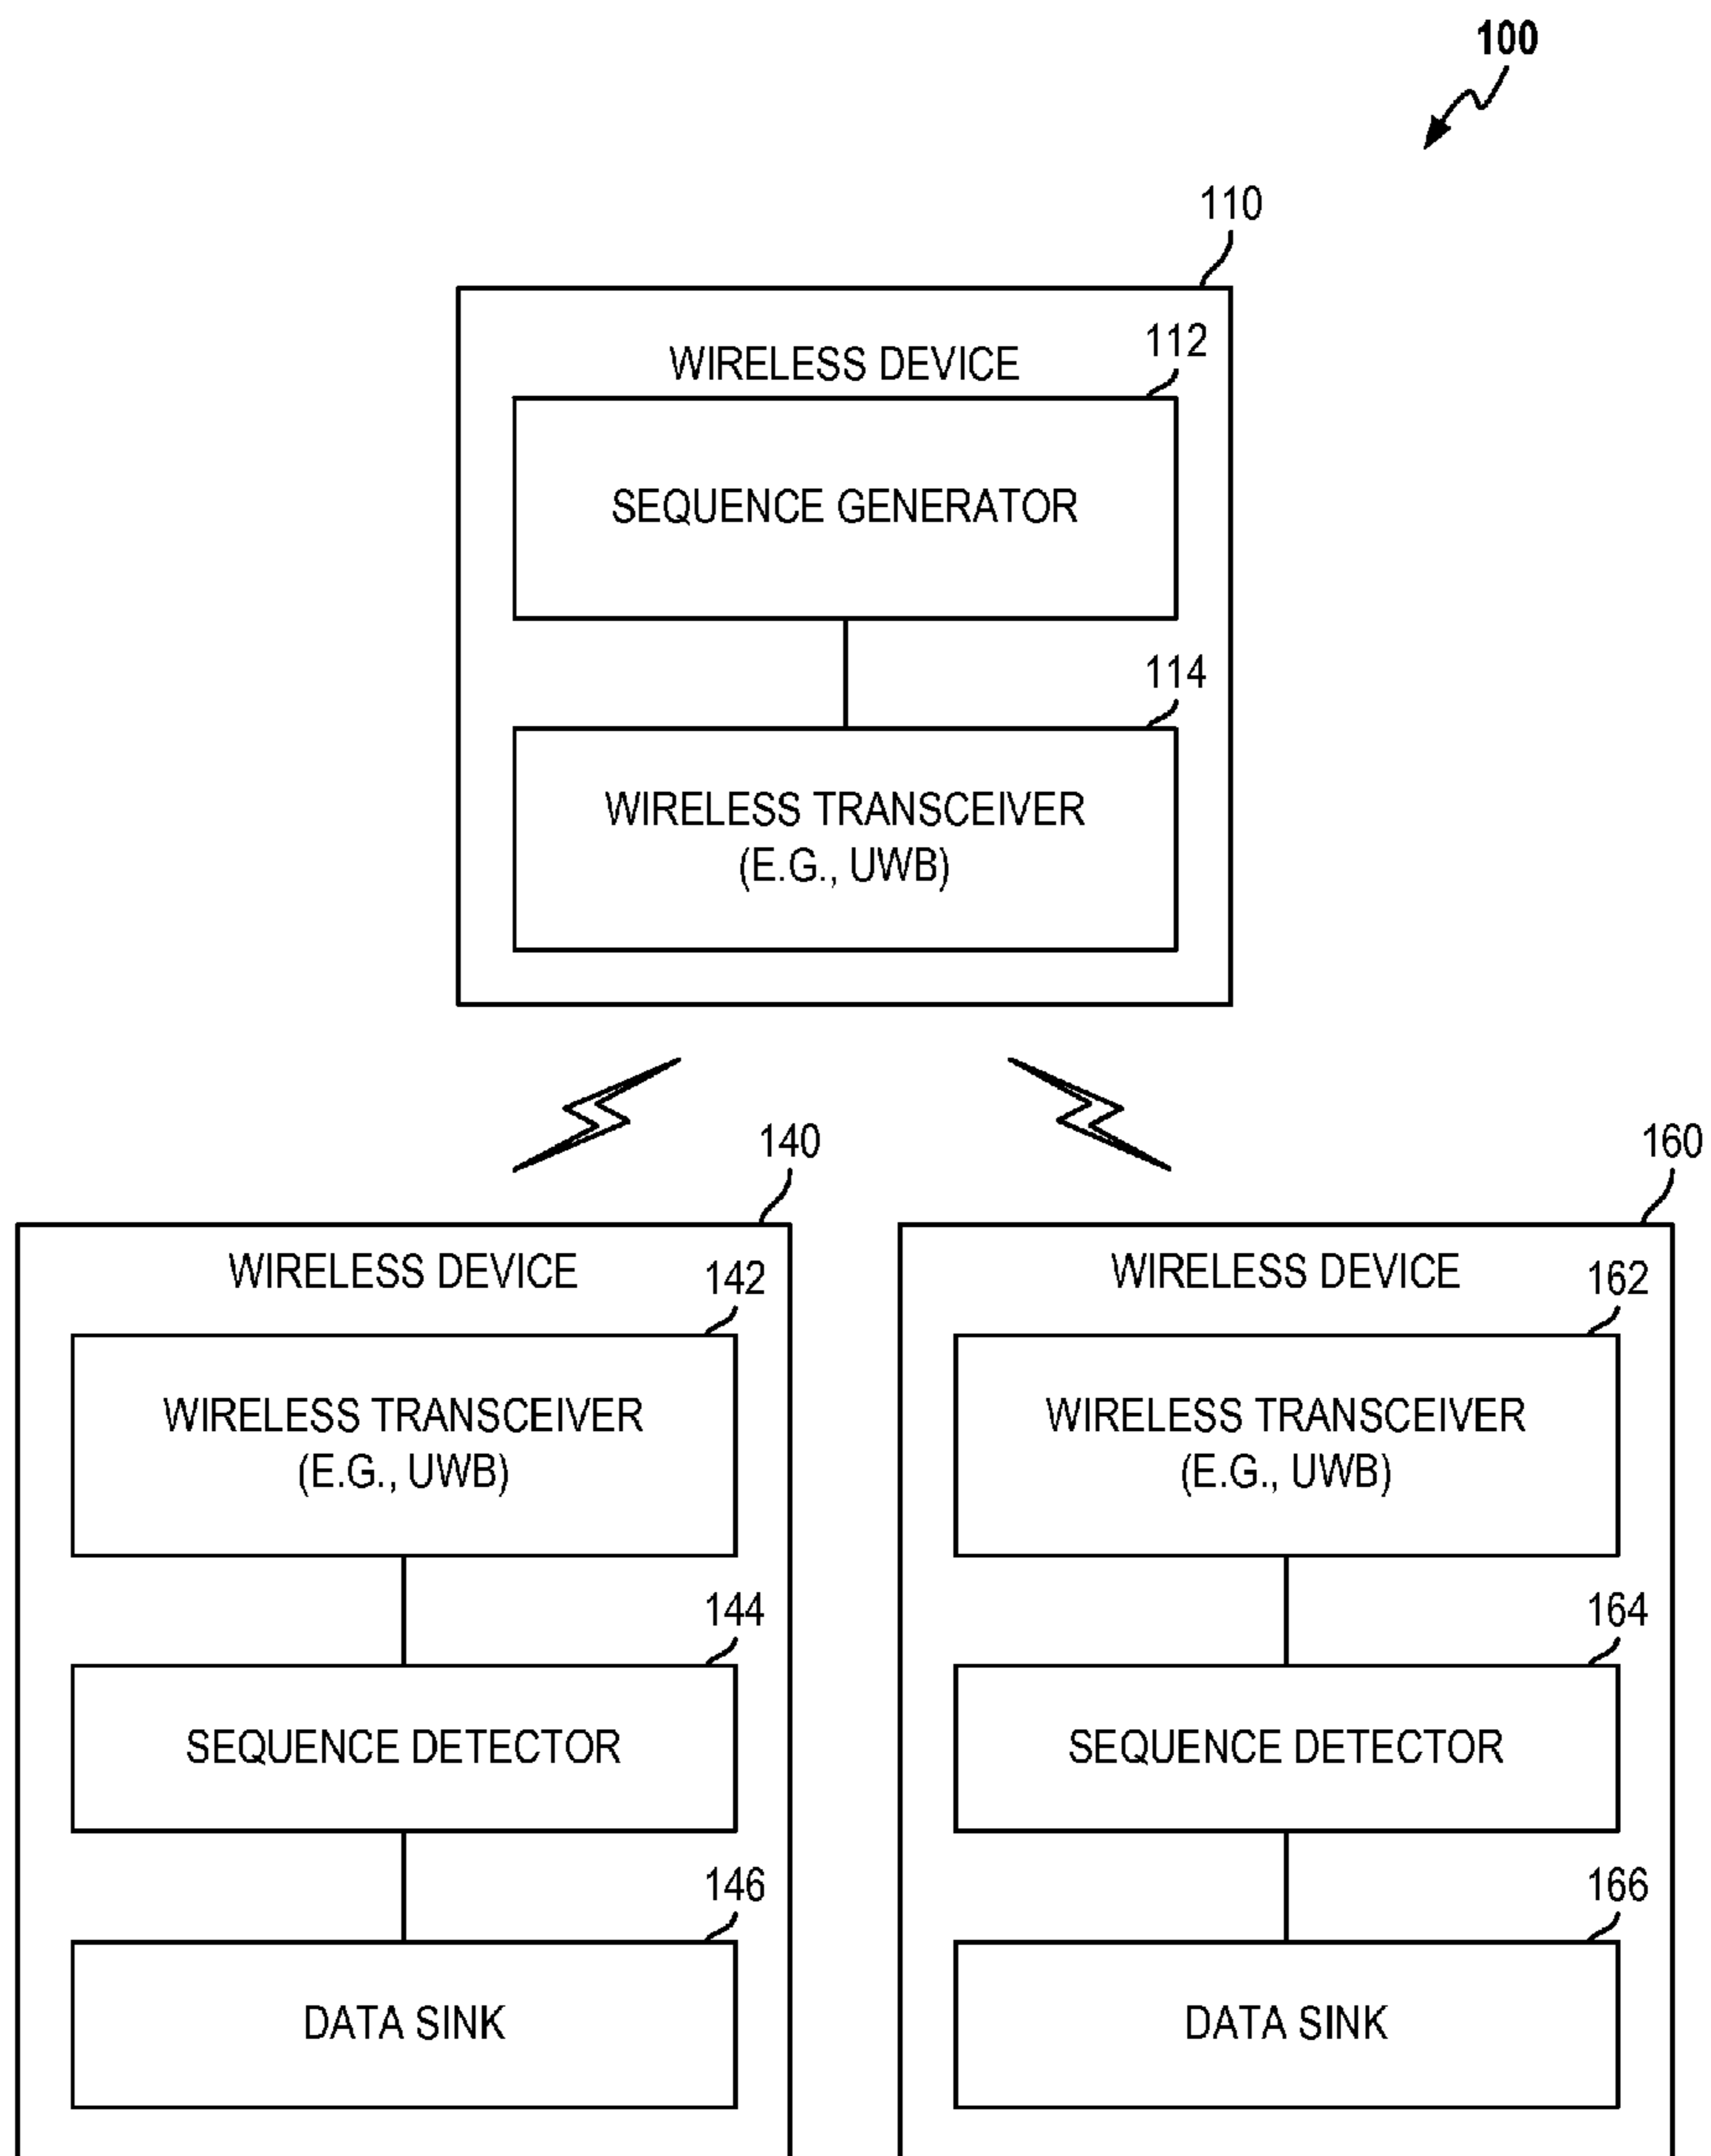 100
110
WIRELESS DEVICE
112
SEQUENCE GENERATOR
114
WIRELESS TRANSCEIVER
(E.G., UWB)
140
WIRELESS DEVICE
142
WIRELESS TRANSCEIVER
(E.G., UWB)
144
SEQUENCE DETECTOR
146
DATA SINK
160
WIRELESS DEVICE
162
WIRELESS TRANSCEIVER
(E.G., UWB)
164
SEQUENCE DETECTOR
166
DATA SINK